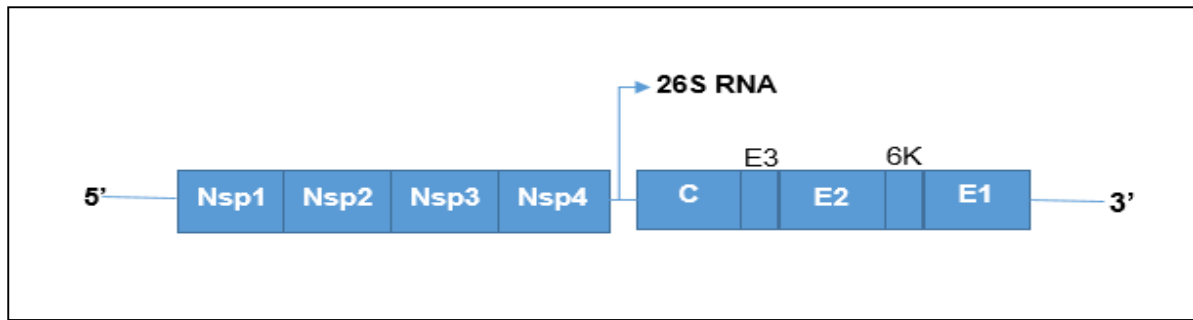 26S RNA
E3 6K
5’ Nsp1 Nsp2 Nsp3 Nsp4 C E2 E1 3’